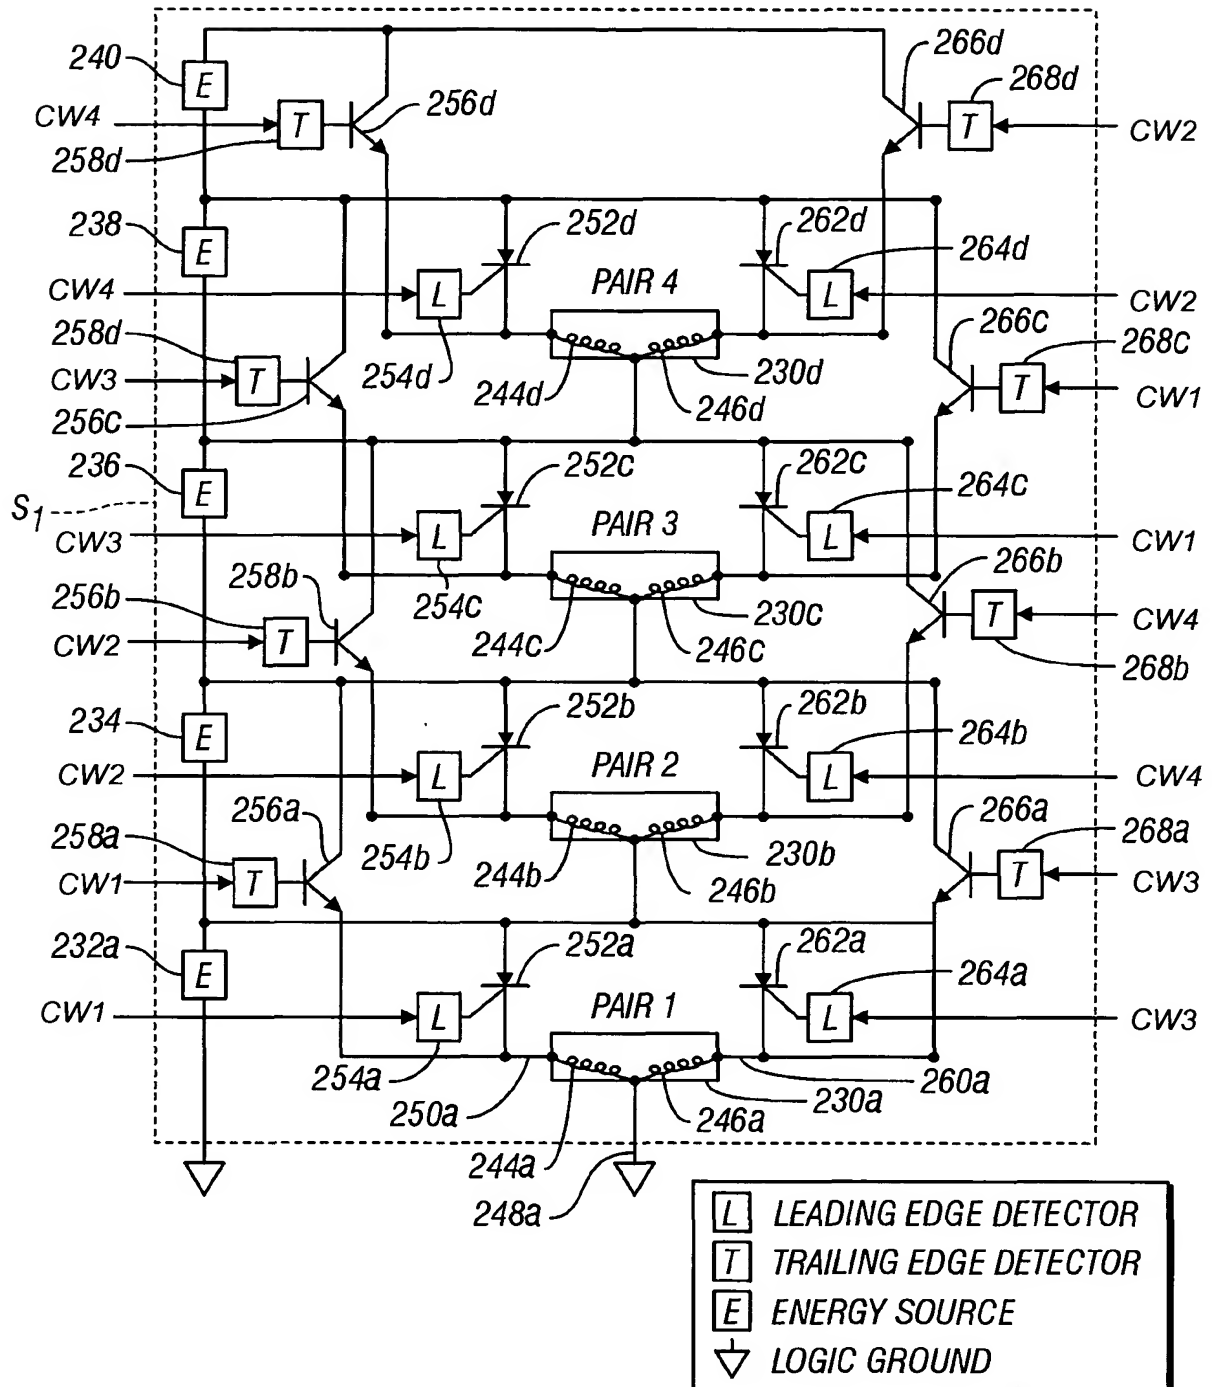 240
E
266d
268d
CW4
T
256d
T
CW2
258d
238
E
252d
262d
264d
CW4
L
PAIR 4
L
CW2
258d
266c
268c
CW3
T
254d
244d
246d
230d
T
CW1
256c
236
E
252c
262c
264c
S1
CW3
L
PAIR 3
L
CW1
258b
266b
256b
254c
244c
246c
230c
CW2
T
T
CW4
268b
234
E
252b
262b
264b
CW2
L
PAIR 2
L
CW4
256a
266a
268a
258a
254b
244b
246b
230b
CW1
T
T
CW3
232a
E
252a
262a
264a
CW1
L
PAIR 1
L
CW3
254a
250a
246a
230a
260a
244a
248a
L LEADING EDGE DETECTOR
T TRAILING EDGE DETECTOR
E ENERGY SOURCE
LOGIC GROUND